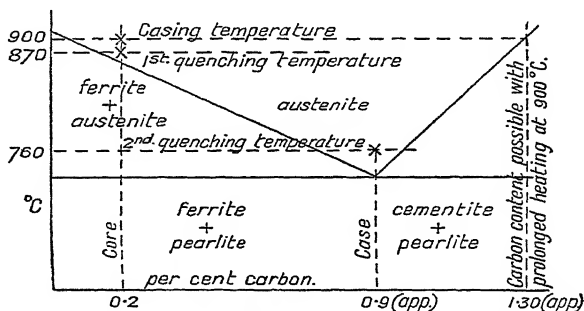 900
Casing temperature
870
1st. quenching temperature
ferrite
+
austenite
austenite
2nd. quenching temperature
760
°C
ferrite
+
pearlite
cementite
+
pearlite
Core
Case
Carbon content possible with
prolonged heating at 900°C.
per cent carbon.
0·2
0·9 (app)
1·30 (app)